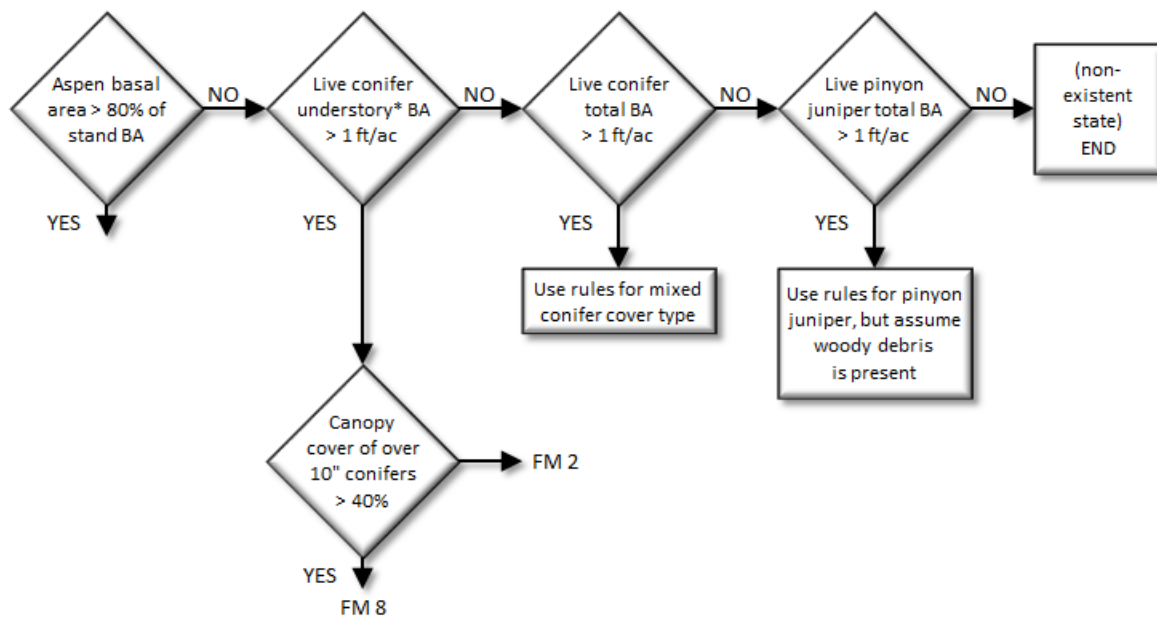 Aspen basal
area > 80% of
stand BA
NO
YES
Live conifer
understory* BA
> 1 ft/ac
NO
YES
Live conifer
total BA
> 1 ft/ac
NO
YES
Live pinyon
juniper total BA
> 1 ft/ac
NO
YES
(non-
existent
state)
END
Use rules for mixed
conifer cover type
Use rules for pinyon
juniper, but assume
woody debris
is present
Canopy
cover of over
10" conifers
> 40%
FM 2
YES
FM 8